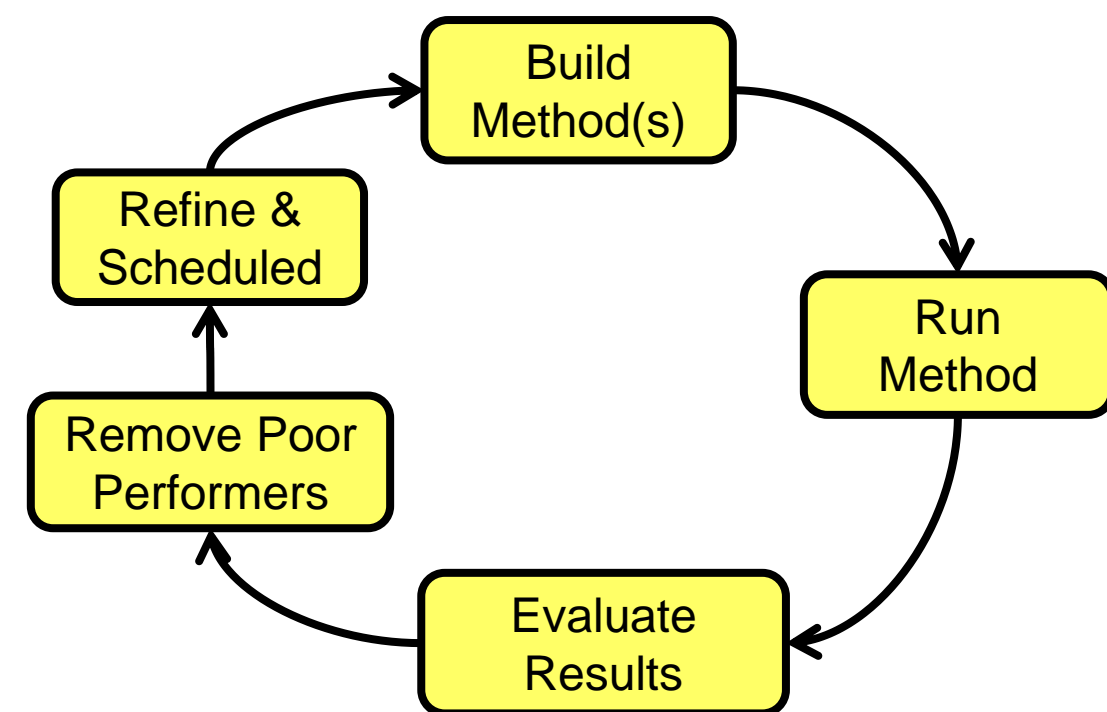 Build
Method(s)
Refine &
Scheduled
Run
Method
Remove Poor
Performers
Evaluate
Results